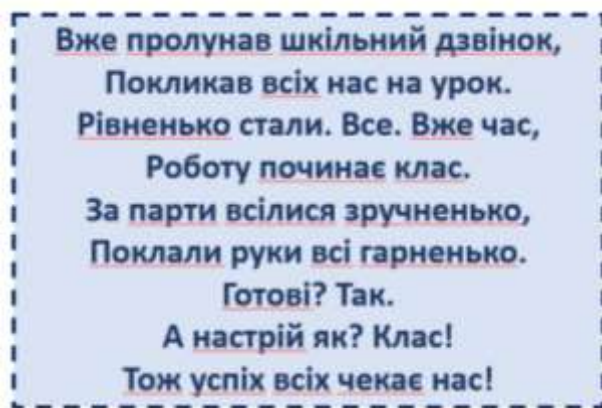 Вже пролунав шкільний дзвінок,
Покликав всіх нас на урок.
Рівненько стали. Все. Вже час,
Роботу починає клас.
За парти всілися зручненько,
Поклали руки всі гарненько.
Готові? Так.
А настрій як? Клас!
Тож успіх всіх чекає нас!